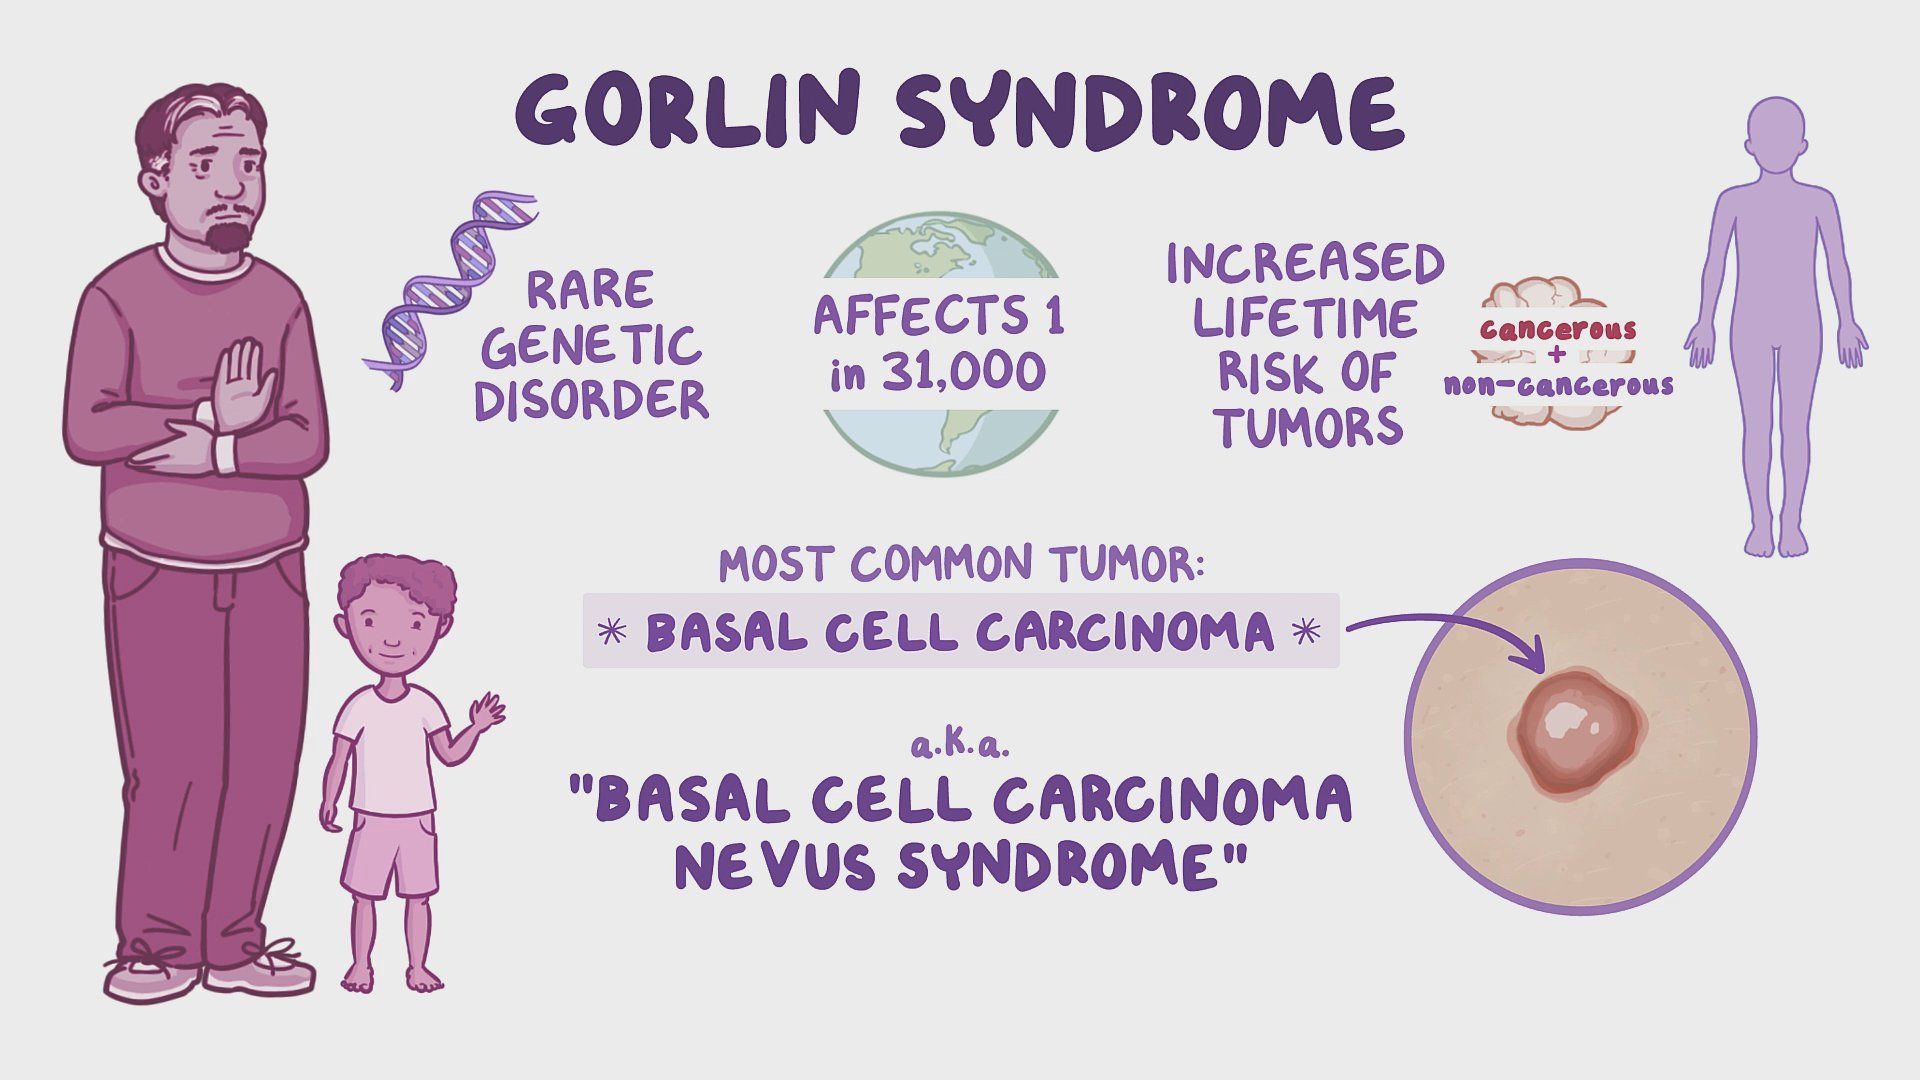 GORLIN SYNDROME
RARE
GENETIC
DISORDER
AFFECTS 1
in 31,000
INCREASED
LIFETIME
RISK OF
TUMORS
cancerous
+
non-cancerous
MOST COMMON TUMOR:
* BASAL CELL CARCINOMA *
a.k.a.
"BASAL CELL CARCINOMA
NEVUS SYNDROME"